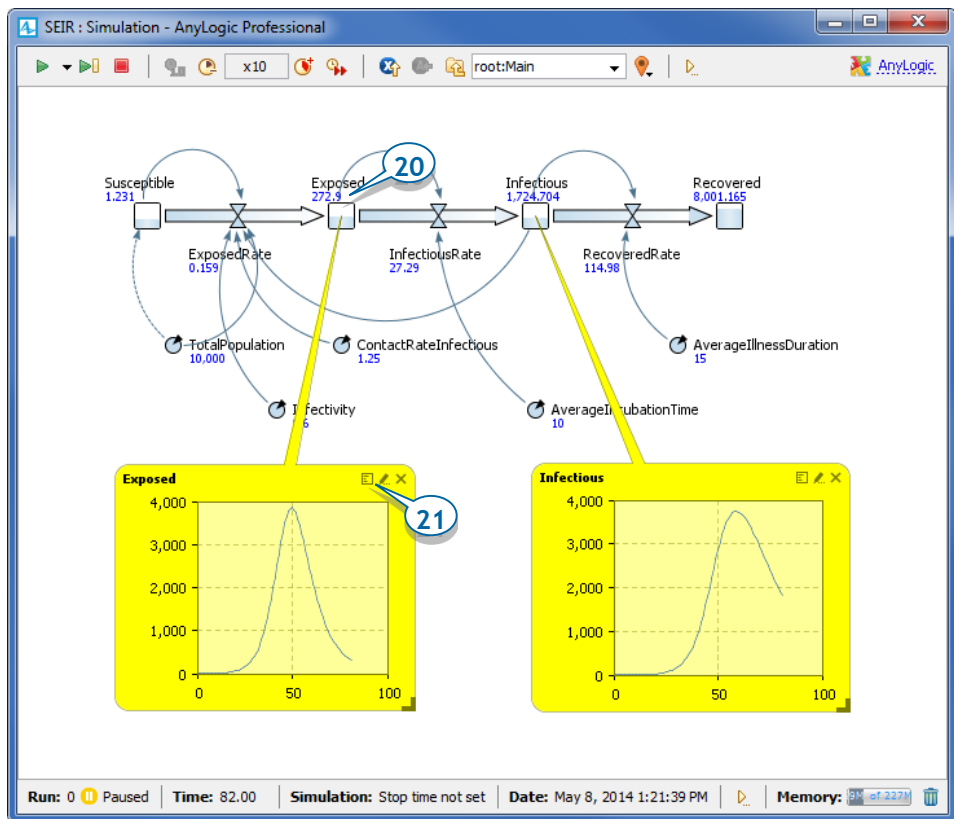 SEIR : Simulation - AnyLogic Professional
x10
root:Main
AnyLogic
20
Susceptible
1.231
Exposed
272.9
Infectious
1,724.704
Recovered
8,001.165
ExposedRate
0.159
InfectiousRate
27.29
RecoveredRate
114.98
TotalPopulation
10,000
ContactRateInfectious
1.25
AverageIllnessDuration
15
AverageIncubationTime
10
Exposed
21
4,000
3,000
2,000
1,000
0
0 50 100
Infectious
4,000
3,000
2,000
1,000
0
0 50 100
Run: 0 Paused Time: 82.00 Simulation: Stop time not set Date: May 8, 2014 1:21:39 PM Memory: of 227M